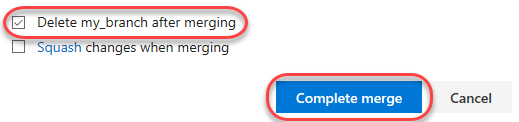 Delete my_branch after merging
Squash changes when merging
Complete merge Cancel